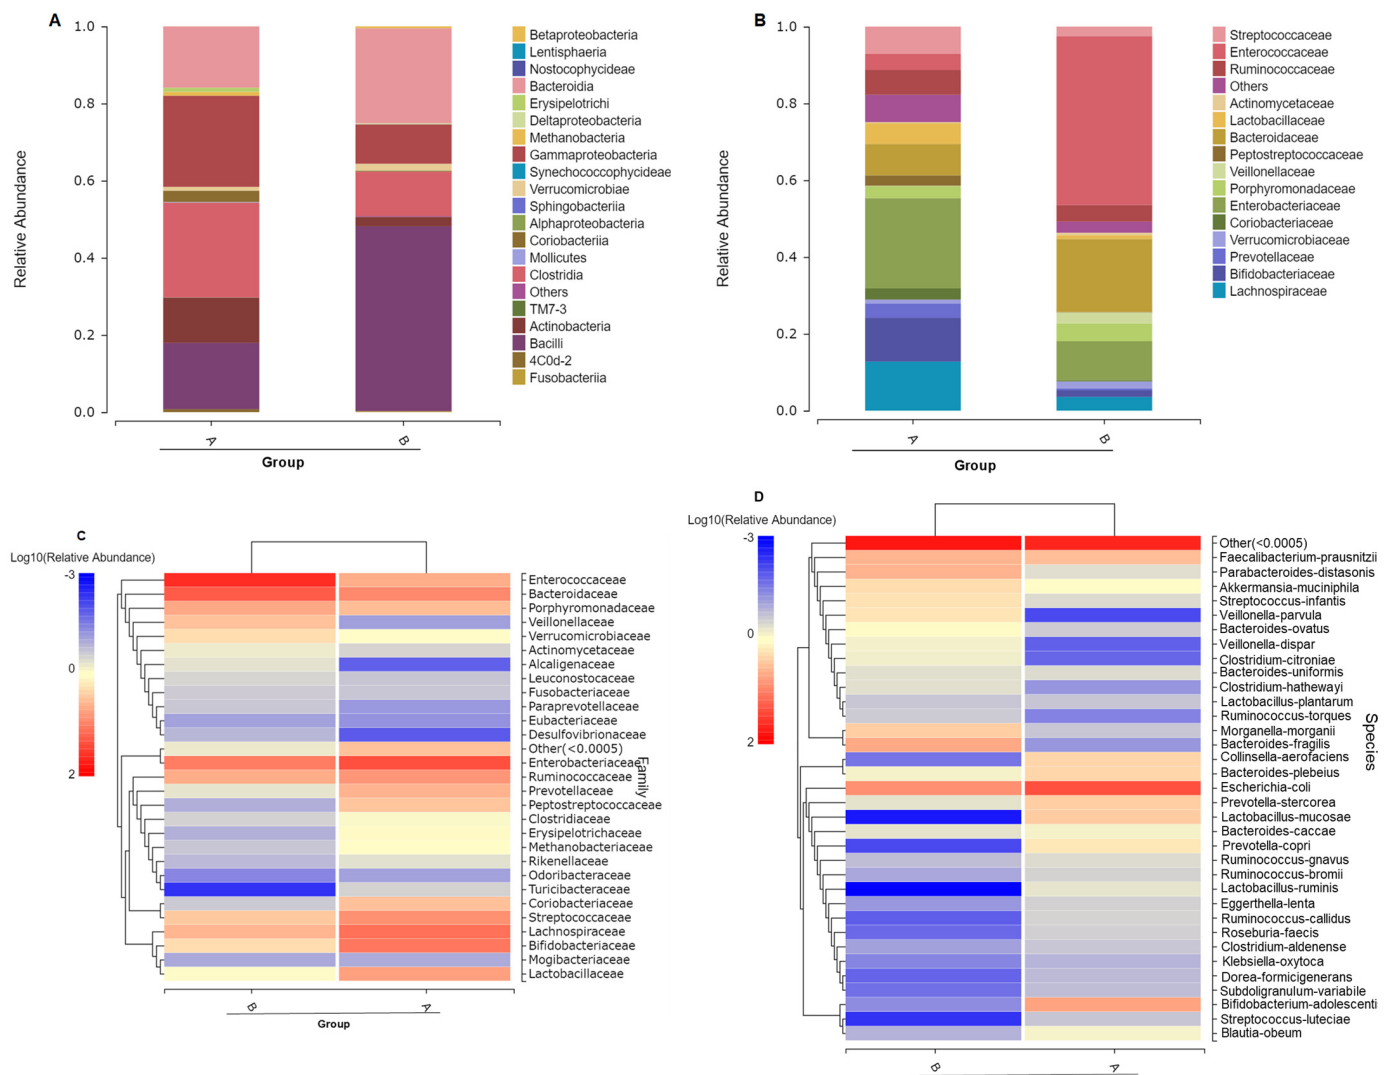 A
1.0
0.8
0.6
0.4
0.2
0.0
Relative Abundance
A
B
Group
Betaproteobacteria
Lentisphaeria
Nostocophycideae
Bacteroidia
Erysipelotrichi
Deltaproteobacteria
Methanobacteria
Gammaproteobacteria
Synechococcophycideae
Verrucomicrobiae
Sphingobacteriia
Alphaproteobacteria
Coriobacteriia
Mollicutes
Clostridia
Others
TM7-3
Actinobacteria
Bacilli
4C0d-2
Fusobacteriia
B
1.0
0.8
0.6
0.4
0.2
0.0
Relative Abundance
A
B
Group
Streptococcaceae
Enterococcaceae
Ruminococcaceae
Others
Actinomycetaceae
Lactobacillaceae
Bacteroidaceae
Peptostreptococcaceae
Veillonellaceae
Porphyromonadaceae
Enterobacteriaceae
Coriobacteriaceae
Verrucomicrobiaceae
Prevotellaceae
Bifidobacteriaceae
Lachnospiraceae
C
Log10(Relative Abundance)
-3
0
2
Enterococcaceae
Bacteroidaceae
Porphyromonadaceae
Veillonellaceae
Verrucomicrobiaceae
Actinomycetaceae
Alcaligenaceae
Leuconostocaceae
Fusobacteriaceae
Paraprevotellaceae
Eubacteriaceae
Desulfovibrionaceae
Other(<0.0005)
Enterobacteriaceae
Ruminococcaceae
Prevotellaceae
Peptostreptococcaceae
Clostridiaceae
Erysipelotrichaceae
Methanobacteriaceae
Rikenellaceae
Odoribacteraceae
Turicibacteraceae
Coriobacteriaceae
Streptococcaceae
Lachnospiraceae
Bifidobacteriaceae
Mogibacteriaceae
Lactobacillaceae
Family
B
A
Group
D
Log10(Relative Abundance)
-3
0
2
Other(<0.0005)
Faecalibacterium-prausnitzii
Parabacteroides-distasonis
Akkermansia-muciniphila
Streptococcus-infantis
Veillonella-parvula
Bacteroides-ovatus
Veillonella-dispar
Clostridium-citroniae
Bacteroides-uniformis
Clostridium-hathewayi
Lactobacillus-plantarum
Ruminococcus-torques
Morganella-morganii
Bacteroides-fragilis
Collinsella-aerofaciens
Bacteroides-plebeius
Escherichia-coli
Prevotella-stercorea
Lactobacillus-mucosae
Bacteroides-caccae
Prevotella-copri
Ruminococcus-gnavus
Ruminococcus-bromii
Lactobacillus-ruminis
Eggerthella-lenta
Ruminococcus-callidus
Roseburia-faecis
Clostridium-aldenense
Klebsiella-oxytoca
Dorea-formicigenerans
Subdoligranulum-variabile
Bifidobacterium-adolescenti
Streptococcus-luteciae
Blautia-obeum
Species
B
A